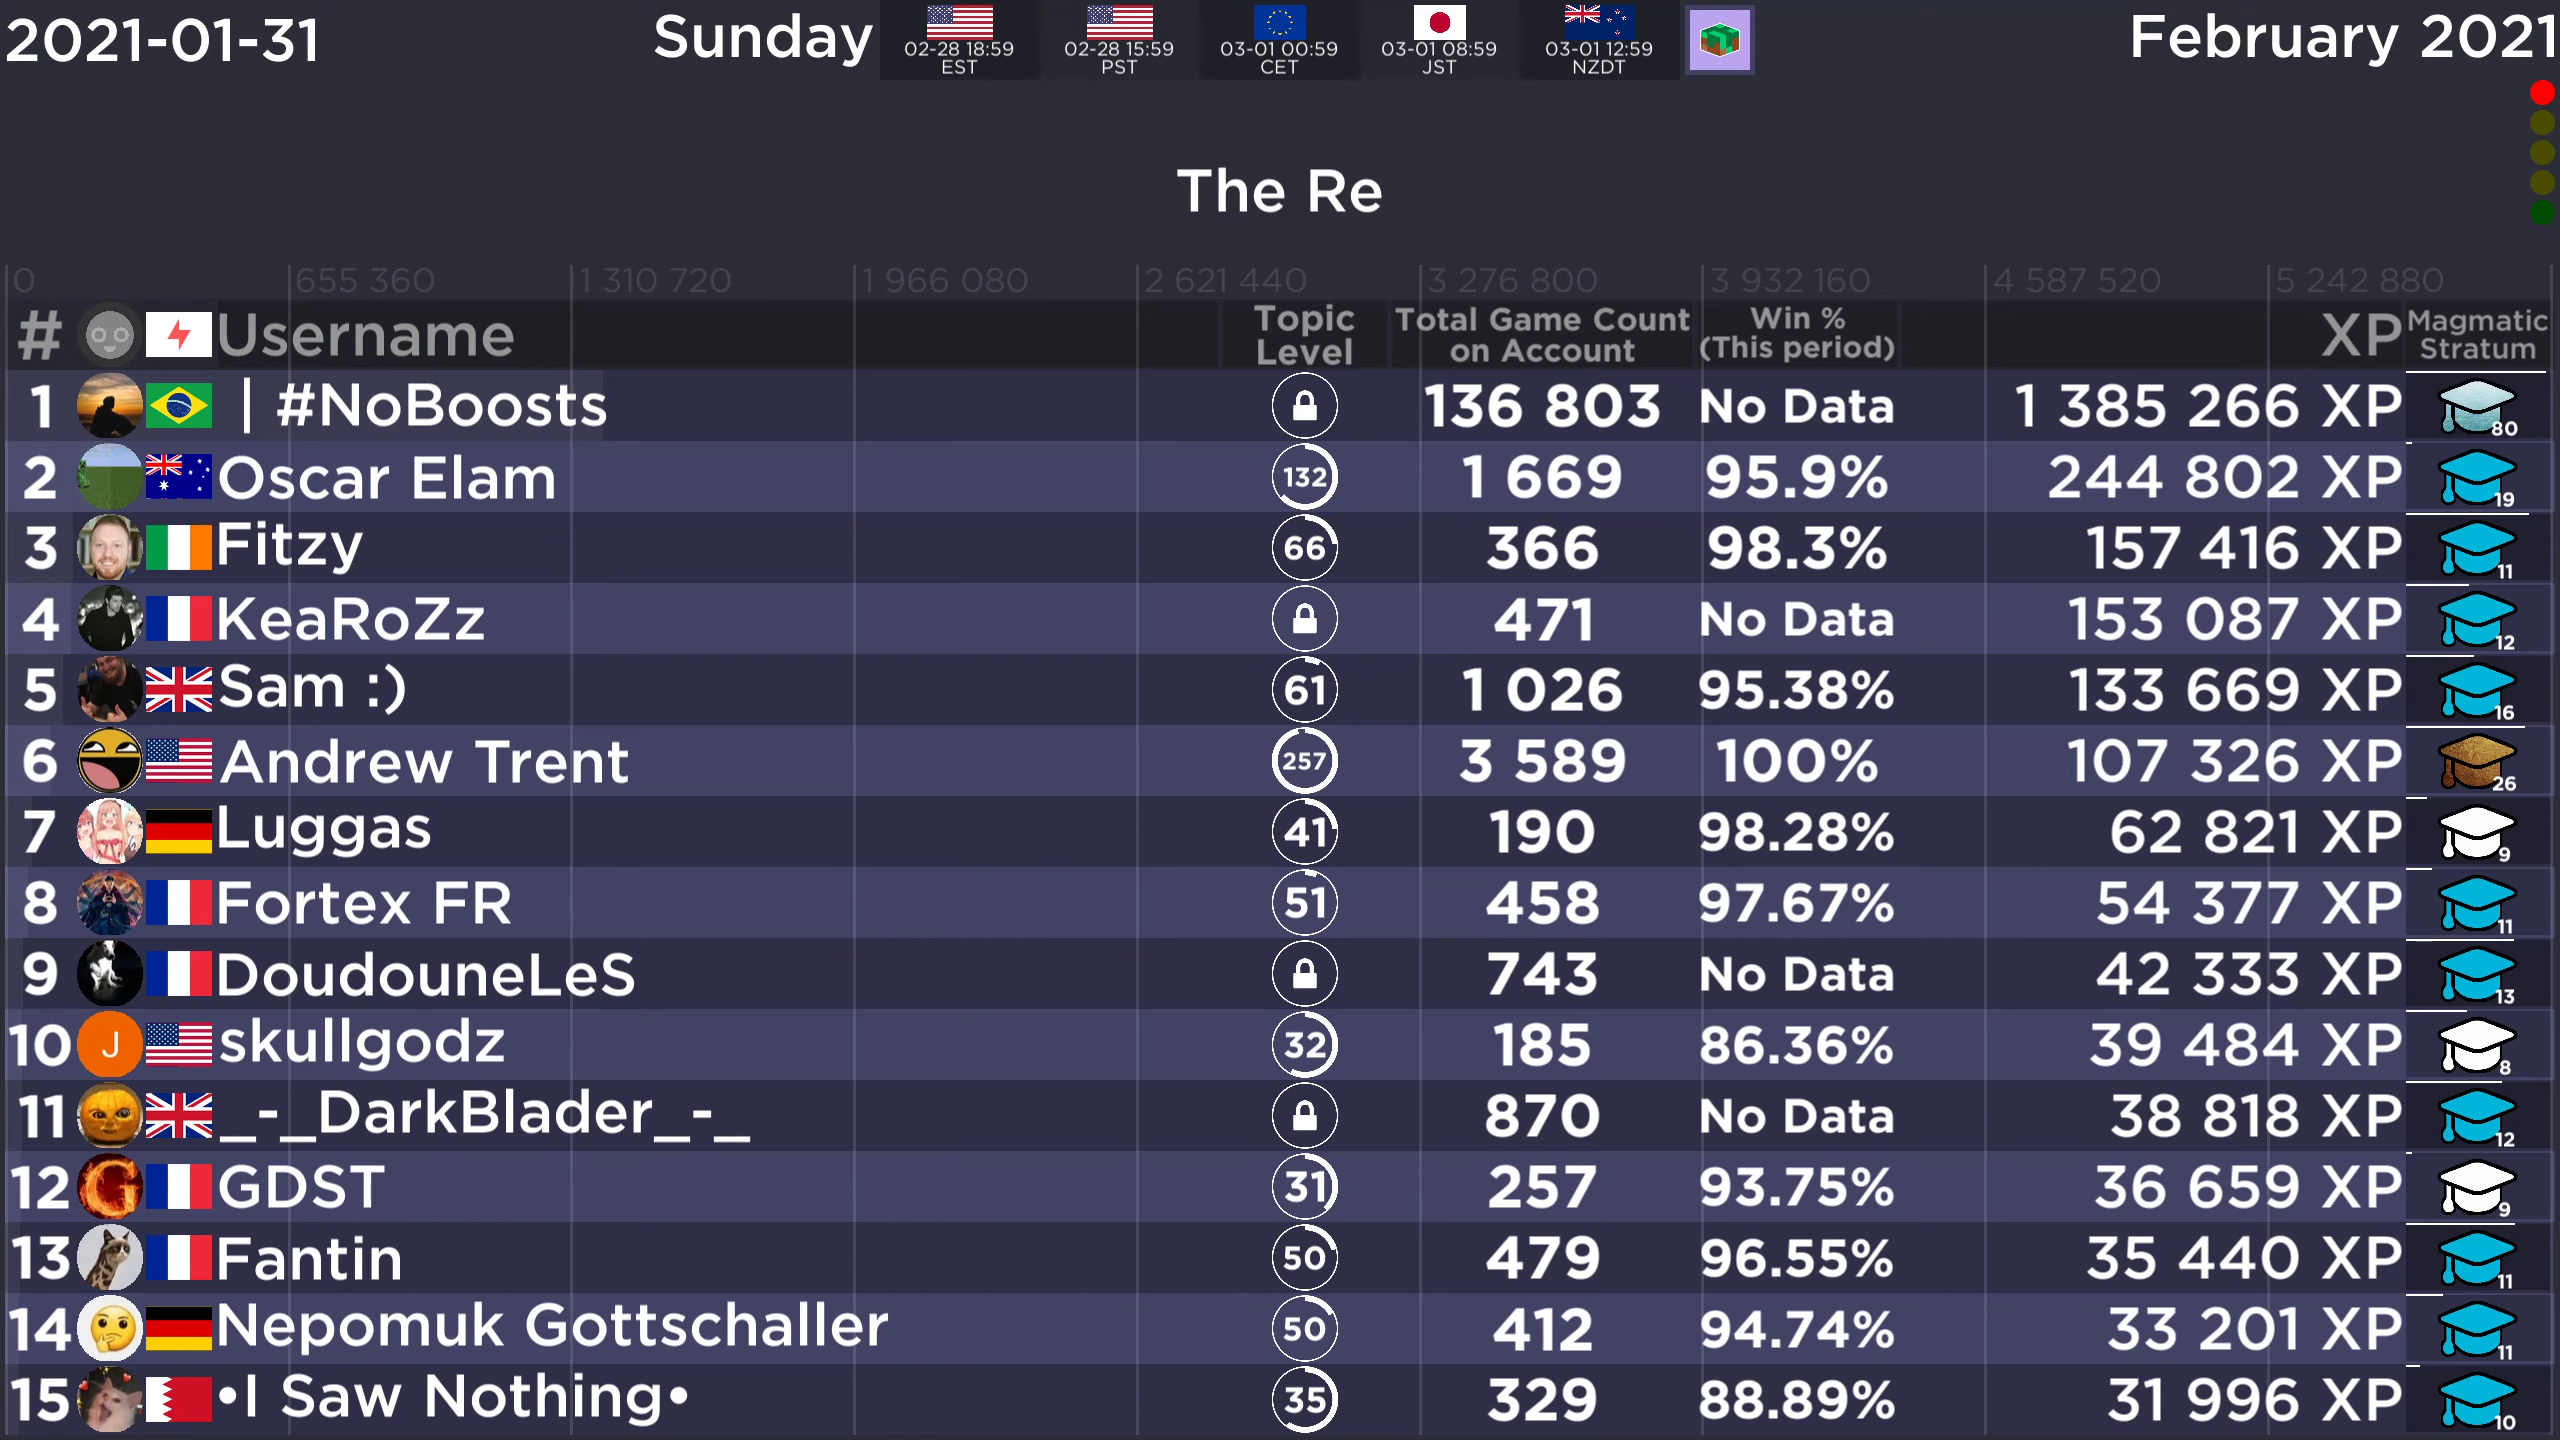 2021-01-31 Sunday February 2021
02-28 18:59 02-28 15:59 03-01 00:59 03-01 08:59 03-01 12:59
EST PST CET JST NZDT
The Re
0 655 360 1 310 720 1 966 080 2 621 440 3 276 800 3 932 160 4 587 520 5 242 880
# Username Topic Level Total Game Count on Account Win % (This period) XP Magmatic Stratum
1 | #NoBoosts 136 803 No Data 1 385 266 XP 80
2 Oscar Elam 132 1 669 95.9% 244 802 XP 19
3 Fitzy 66 366 98.3% 157 416 XP 11
4 KeaRoZz 471 No Data 153 087 XP 12
5 Sam :) 61 1 026 95.38% 133 669 XP 16
6 Andrew Trent 257 3 589 100% 107 326 XP 26
7 Luggas 41 190 98.28% 62 821 XP 9
8 Fortex FR 51 458 97.67% 54 377 XP 11
9 DoudouneLeS 743 No Data 42 333 XP 13
10 J skullgodz 32 185 86.36% 39 484 XP 8
11 _-_DarkBlader_-_ 870 No Data 38 818 XP 12
12 G GDST 31 257 93.75% 36 659 XP 9
13 Fantin 50 479 96.55% 35 440 XP 11
14 Nepomuk Gottschaller 50 412 94.74% 33 201 XP 11
15 •I Saw Nothing• 35 329 88.89% 31 996 XP 10